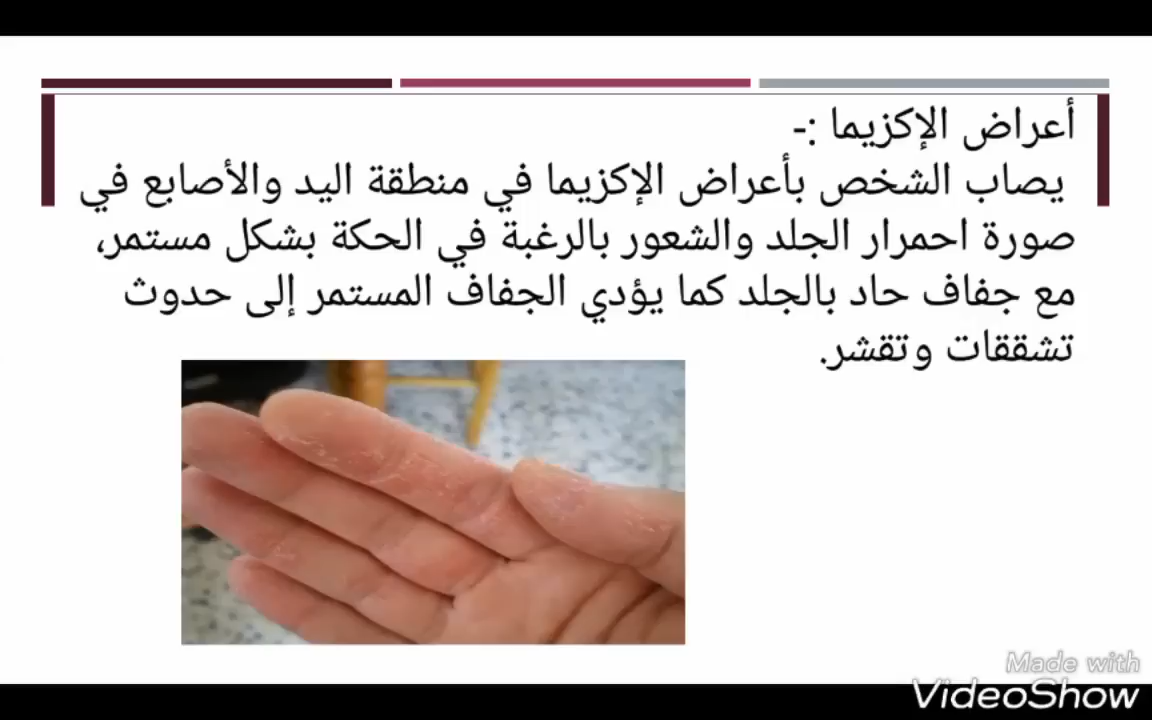 أعراض الإكزيما :-
يصاب الشخص بأعراض الإكزيما في منطقة اليد والأصابع في
صورة احمرار الجلد والشعور بالرغبة في الحكة بشكل مستمر،
مع جفاف حاد بالجلد كما يؤدي الجفاف المستمر إلى حدوث
تشققات وتقشر.
Made with
VideoShow